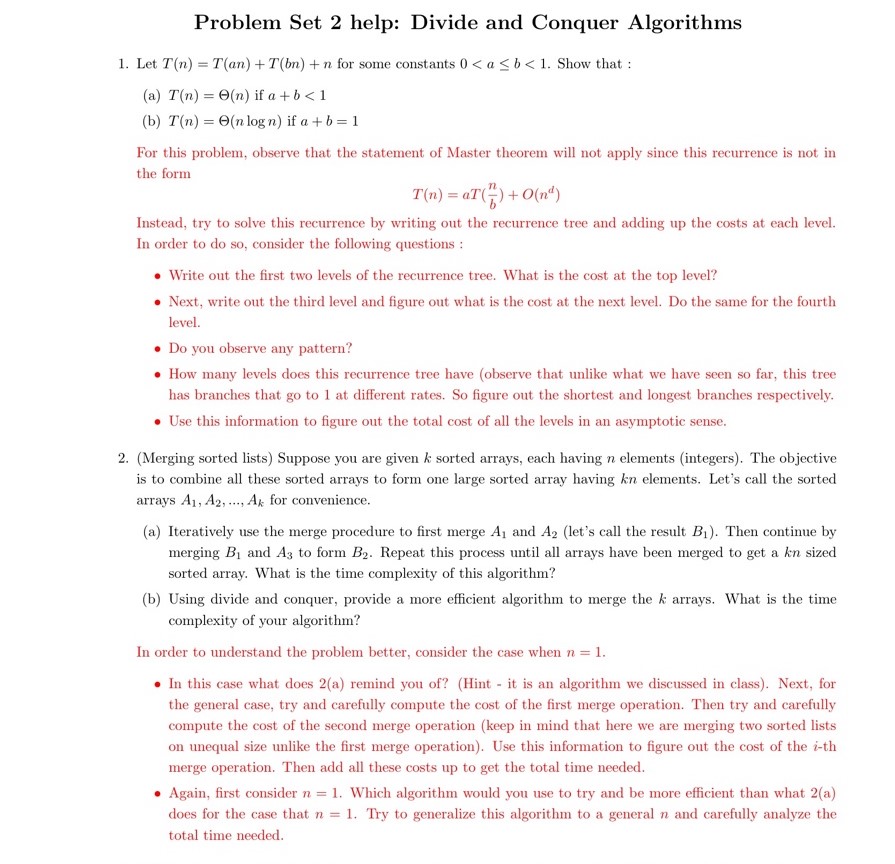 Problem Set 2 help: Divide and Conquer Algorithms
1. Let T(n) = T(an) + T(bn) + n for some constants 0 < a ≤ b < 1. Show that :
(a) T(n) = Θ(n) if a + b < 1
(b) T(n) = Θ(n log n) if a + b = 1
For this problem, observe that the statement of Master theorem will not apply since this recurrence is not in
the form
T(n) = aT(n/b) + O(n^d)
Instead, try to solve this recurrence by writing out the recurrence tree and adding up the costs at each level.
In order to do so, consider the following questions :
• Write out the first two levels of the recurrence tree. What is the cost at the top level?
• Next, write out the third level and figure out what is the cost at the next level. Do the same for the fourth
level.
• Do you observe any pattern?
• How many levels does this recurrence tree have (observe that unlike what we have seen so far, this tree
has branches that go to 1 at different rates. So figure out the shortest and longest branches respectively.
• Use this information to figure out the total cost of all the levels in an asymptotic sense.
2. (Merging sorted lists) Suppose you are given k sorted arrays, each having n elements (integers). The objective
is to combine all these sorted arrays to form one large sorted array having kn elements. Let's call the sorted
arrays A₁, A₂, ..., Aₖ for convenience.
(a) Iteratively use the merge procedure to first merge A₁ and A₂ (let's call the result B₁). Then continue by
merging B₁ and A₃ to form B₂. Repeat this process until all arrays have been merged to get a kn sized
sorted array. What is the time complexity of this algorithm?
(b) Using divide and conquer, provide a more efficient algorithm to merge the k arrays. What is the time
complexity of your algorithm?
In order to understand the problem better, consider the case when n = 1.
• In this case what does 2(a) remind you of? (Hint - it is an algorithm we discussed in class). Next, for
the general case, try and carefully compute the cost of the first merge operation. Then try and carefully
compute the cost of the second merge operation (keep in mind that here we are merging two sorted lists
on unequal size unlike the first merge operation). Use this information to figure out the cost of the i-th
merge operation. Then add all these costs up to get the total time needed.
• Again, first consider n = 1. Which algorithm would you use to try and be more efficient than what 2(a)
does for the case that n = 1. Try to generalize this algorithm to a general n and carefully analyze the
total time needed.